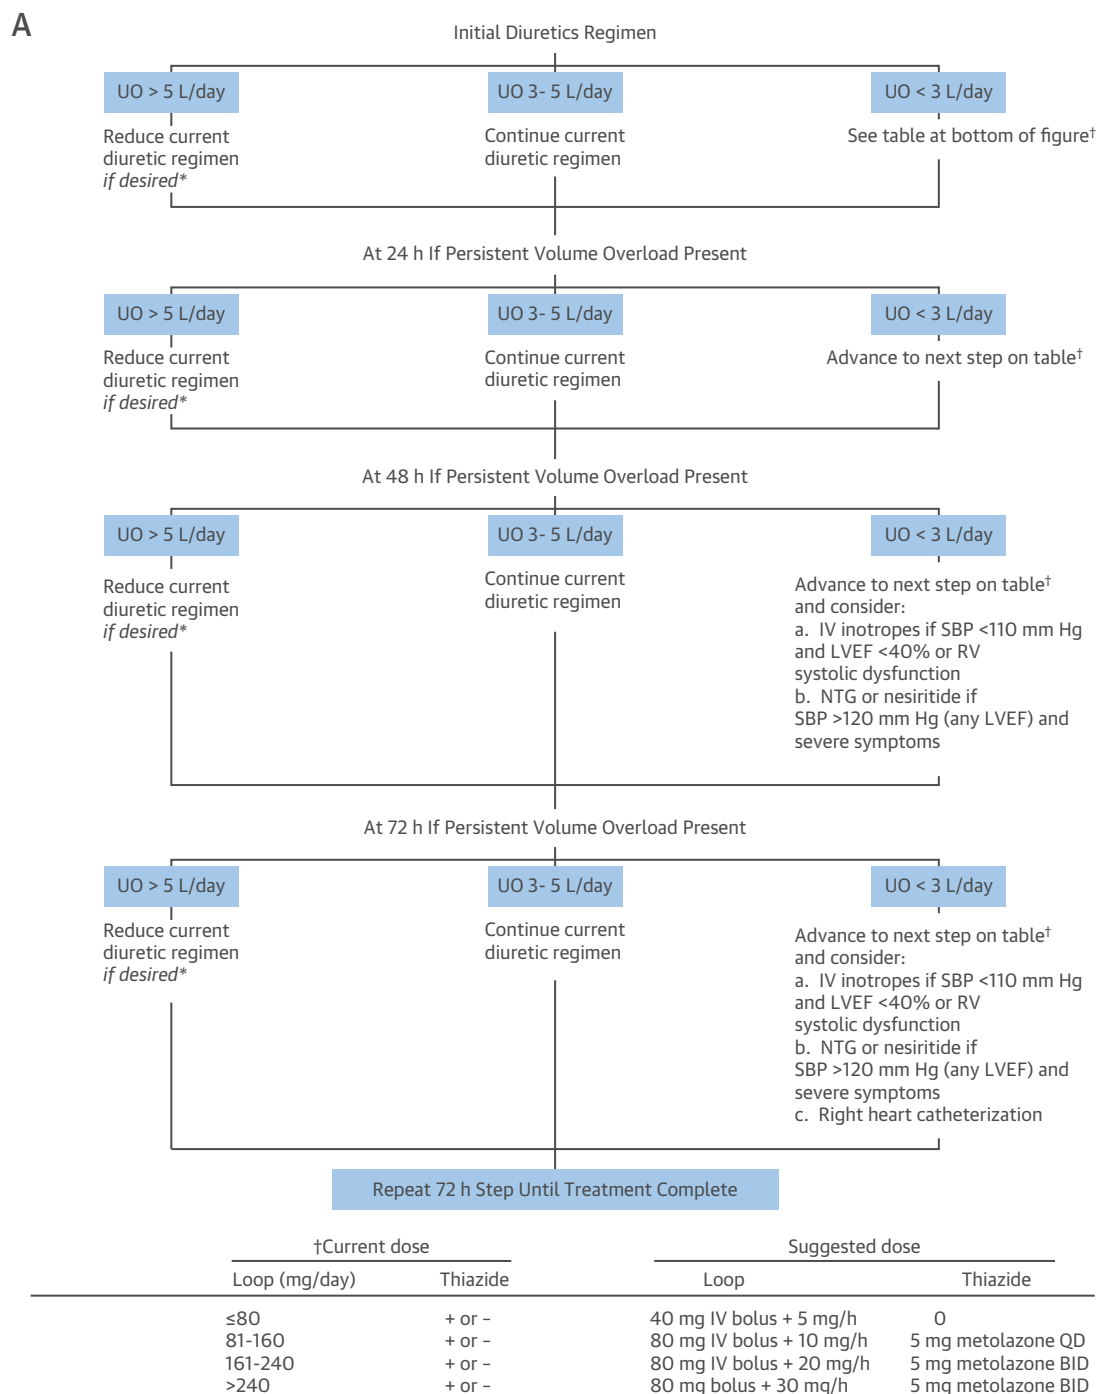 A
Initial Diuretics Regimen
UO > 5 L/day
UO 3- 5 L/day
UO < 3 L/day
Reduce current
diuretic regimen
if desired*
Continue current
diuretic regimen
See table at bottom of figure†
At 24 h If Persistent Volume Overload Present
UO > 5 L/day
UO 3- 5 L/day
UO < 3 L/day
Reduce current
diuretic regimen
if desired*
Continue current
diuretic regimen
Advance to next step on table†
At 48 h If Persistent Volume Overload Present
UO > 5 L/day
UO 3- 5 L/day
UO < 3 L/day
Reduce current
diuretic regimen
if desired*
Continue current
diuretic regimen
Advance to next step on table†
and consider:
a. IV inotropes if SBP <110 mm Hg
and LVEF <40% or RV
systolic dysfunction
b. NTG or nesiritide if
SBP >120 mm Hg (any LVEF) and
severe symptoms
At 72 h If Persistent Volume Overload Present
UO > 5 L/day
UO 3- 5 L/day
UO < 3 L/day
Reduce current
diuretic regimen
if desired*
Continue current
diuretic regimen
Advance to next step on table†
and consider:
a. IV inotropes if SBP <110 mm Hg
and LVEF <40% or RV
systolic dysfunction
b. NTG or nesiritide if
SBP >120 mm Hg (any LVEF) and
severe symptoms
c. Right heart catheterization
Repeat 72 h Step Until Treatment Complete
†Current dose Suggested dose
Loop (mg/day) Thiazide Loop Thiazide
≤80 + or – 40 mg IV bolus + 5 mg/h 0
81-160 + or – 80 mg IV bolus + 10 mg/h 5 mg metolazone QD
161-240 + or – 80 mg IV bolus + 20 mg/h 5 mg metolazone BID
>240 + or – 80 mg bolus + 30 mg/h 5 mg metolazone BID